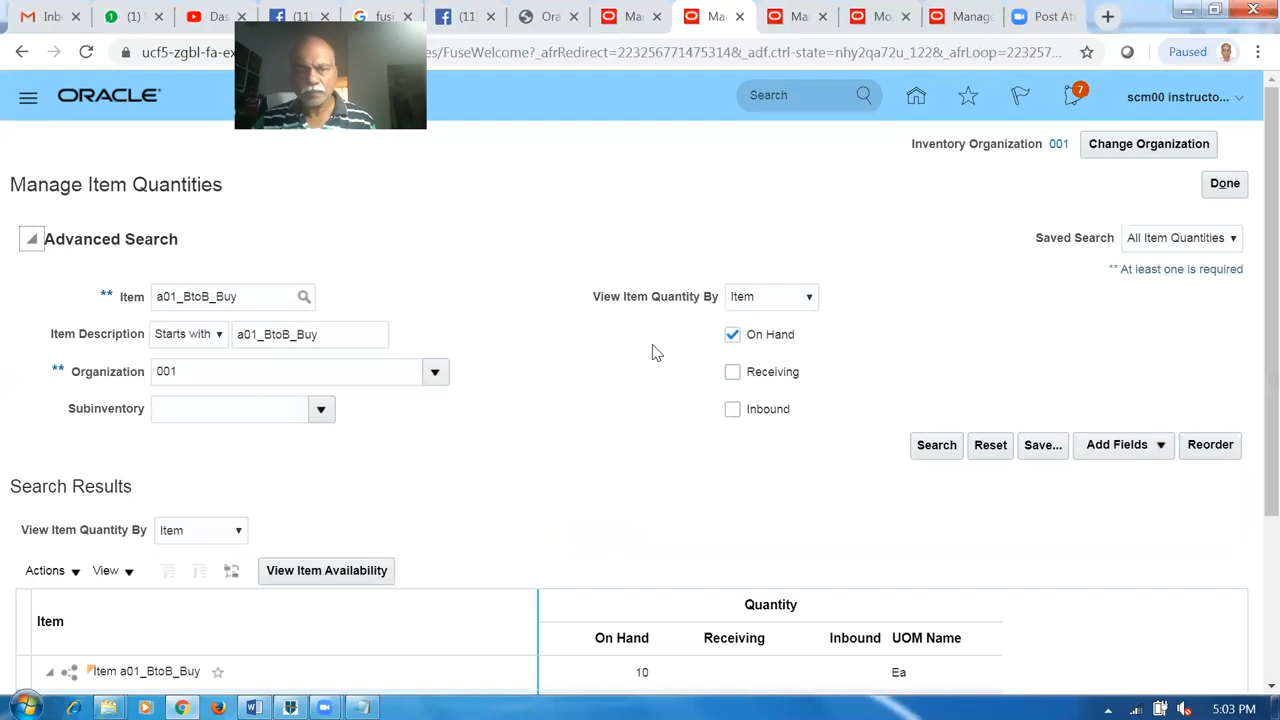 Inb
(1)
Das
(11
fusi
(11
Ora
Ma
Ma
Ma
Mo
Manage
Post Att
ucf5-zgbl-fa-ex
es/FuseWelcome?_afrRedirect=2232567714753​14&_adf.ctrl-state=nhy2qa72u_122&_afrLoop=223257...
Paused
ORACLE
Search
7
scm00 instructo...
Inventory Organization 001 Change Organization
Manage Item Quantities
Done
Advanced Search
Saved Search All Item Quantities
** At least one is required
** Item a01_BtoB_Buy
View Item Quantity By Item
Item Description Starts with a01_BtoB_Buy
On Hand
** Organization 001
Receiving
Subinventory
Inbound
Search Reset Save... Add Fields Reorder
Search Results
View Item Quantity By Item
Actions View View Item Availability
Quantity
Item
On Hand Receiving Inbound UOM Name
Item a01_BtoB_Buy 10 Ea
5:03 PM